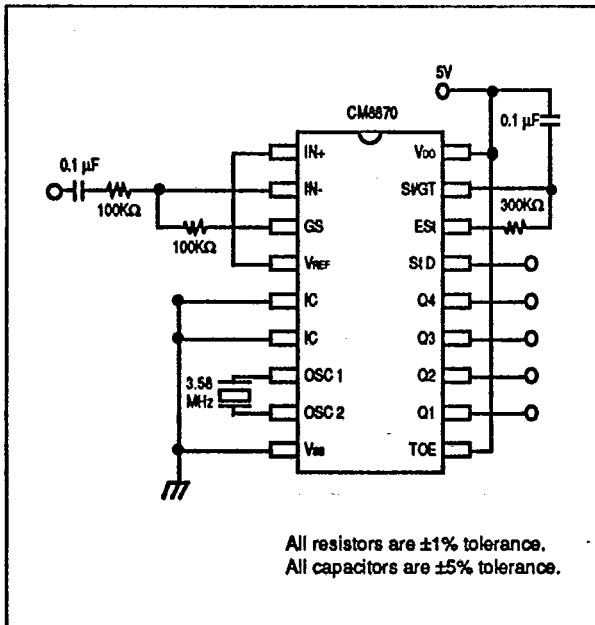 5V
CM8870
0.1 µF
IN+
VDD
0.1 µF
IN-
St/GT
100KΩ
300KΩ
GS
ESt
100KΩ
VREF
StD
IC
Q4
IC
Q3
3.58
MHz
OSC 1
Q2
OSC 2
Q1
VSS
TOE
All resistors are ±1% tolerance.
All capacitors are ±5% tolerance.